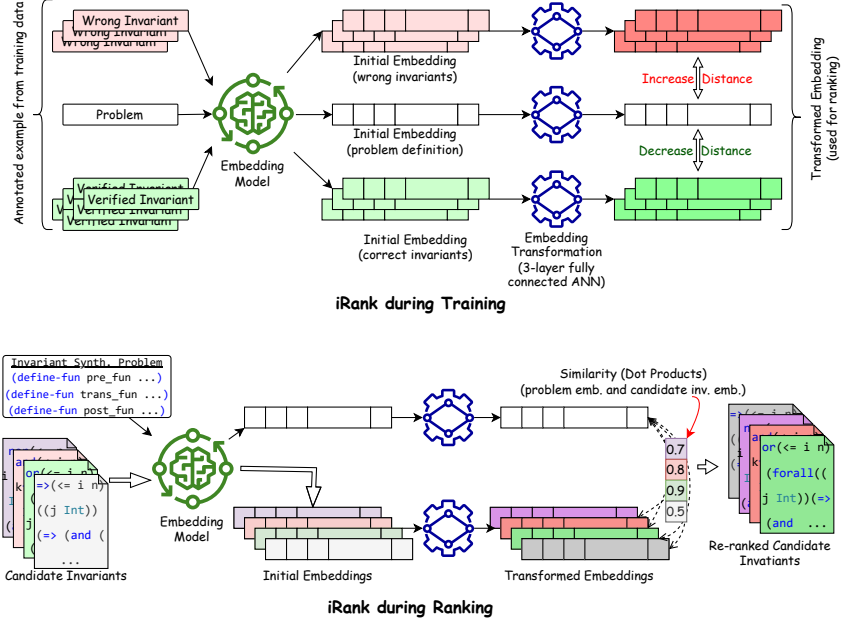 Annotated example from training data
Wrong Invariant
Wrong Invariant
Wrong Invariant
Problem
Verified Invariant
Verified Invariant
Verified Invariant
Embedding
Model
Initial Embedding
(wrong invariants)
Initial Embedding
(problem definition)
Initial Embedding
(correct invariants)
Embedding
Transformation
(3-layer fully
connected ANN)
Increase Distance
Decrease Distance
Transformed Embedding
(used for ranking)
iRank during Training
Invariant Synth. Problem
(define-fun pre_fun ...)
(define-fun trans_fun ...)
(define-fun post_fun ...)
or(<= i n)
=>(<= i n)
((j Int))
(=> (and (
...
Candidate Invariants
Embedding
Model
Initial Embeddings
Transformed Embeddings
Similarity (Dot Products)
(problem emb. and candidate inv. emb.)
0.7
0.8
0.9
0.5
or(<= i n)
(forall((
j Int))(=>
(and ...
Re-ranked Candidate
Invatiants
iRank during Ranking